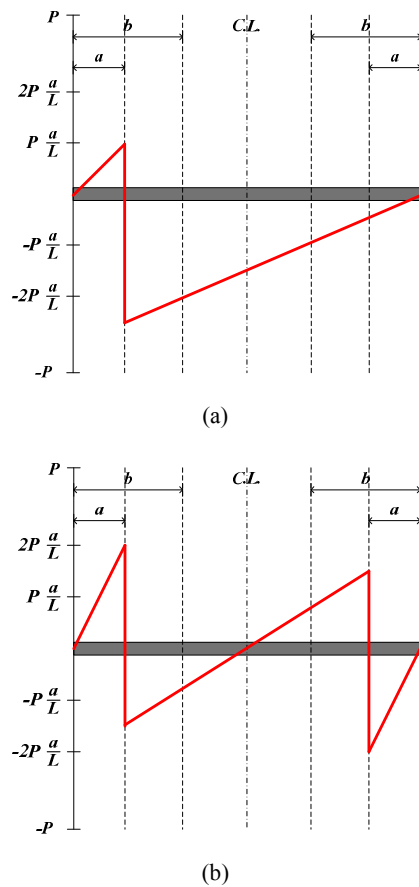 P
b C.L. b
a a
2P a/L
P a/L
-P a/L
-2P a/L
-P
(a)
P
b C.L. b
a a
2P a/L
P a/L
-P a/L
-2P a/L
-P
(b)